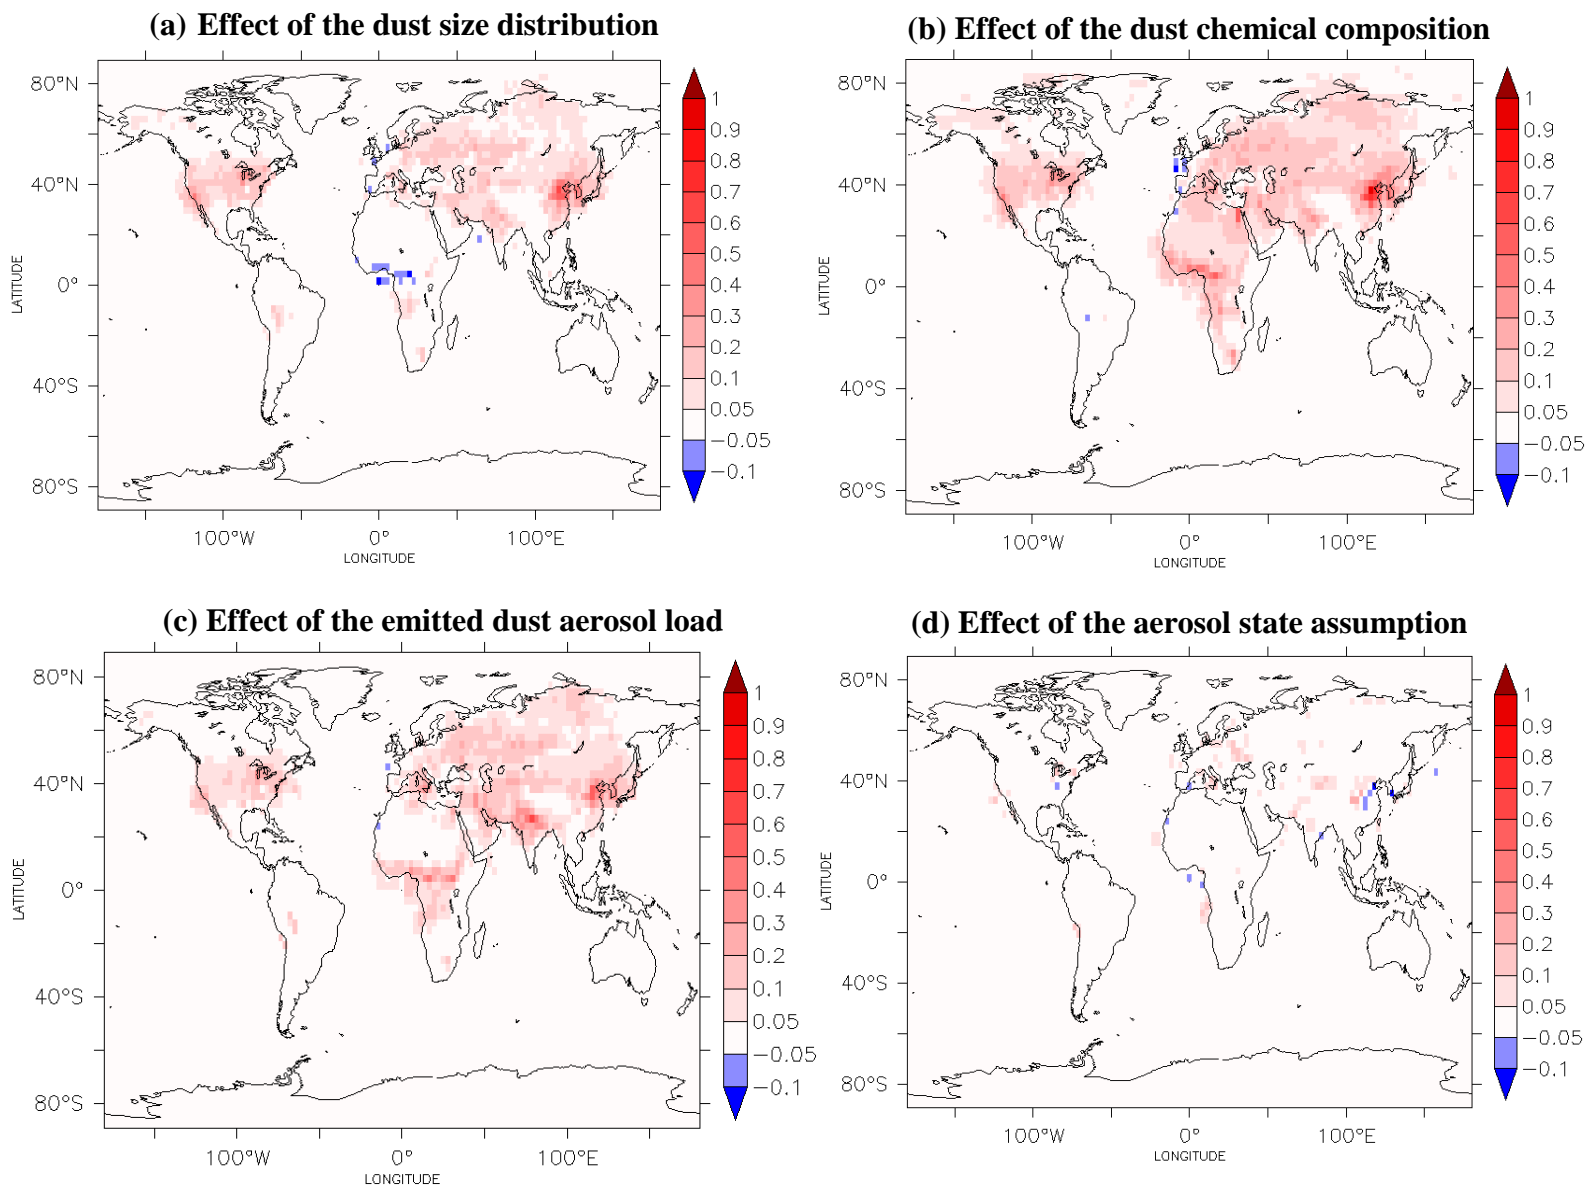 (a) Effect of the dust size distribution
80°N
40°N
0°
40°S
80°S
LATITUDE
100°W
0°
100°E
LONGITUDE
1
0.9
0.8
0.7
0.6
0.5
0.4
0.3
0.2
0.1
0.05
−0.05
−0.1
(b) Effect of the dust chemical composition
80°N
40°N
0°
40°S
80°S
LATITUDE
100°W
0°
100°E
LONGITUDE
1
0.9
0.8
0.7
0.6
0.5
0.4
0.3
0.2
0.1
0.05
−0.05
−0.1
(c) Effect of the emitted dust aerosol load
80°N
40°N
0°
40°S
80°S
LATITUDE
100°W
0°
100°E
LONGITUDE
1
0.9
0.8
0.7
0.6
0.5
0.4
0.3
0.2
0.1
0.05
−0.05
−0.1
(d) Effect of the aerosol state assumption
80°N
40°N
0°
40°S
80°S
LATITUDE
100°W
0°
100°E
LONGITUDE
1
0.9
0.8
0.7
0.6
0.5
0.4
0.3
0.2
0.1
0.05
−0.05
−0.1